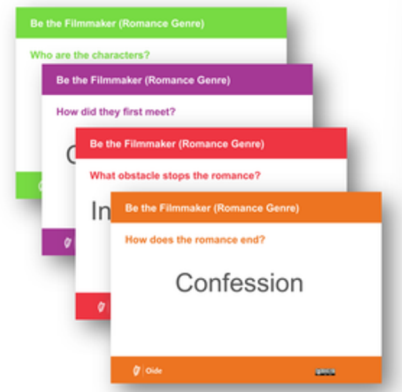 Be the Filmmaker (Romance Genre)
Who are the characters?
Be the Filmmaker (Romance Genre)
How did they first meet?
Be the Filmmaker (Romance Genre)
What obstacle stops the romance?
In
Be the Filmmaker (Romance Genre)
How does the romance end?
Confession
Oide